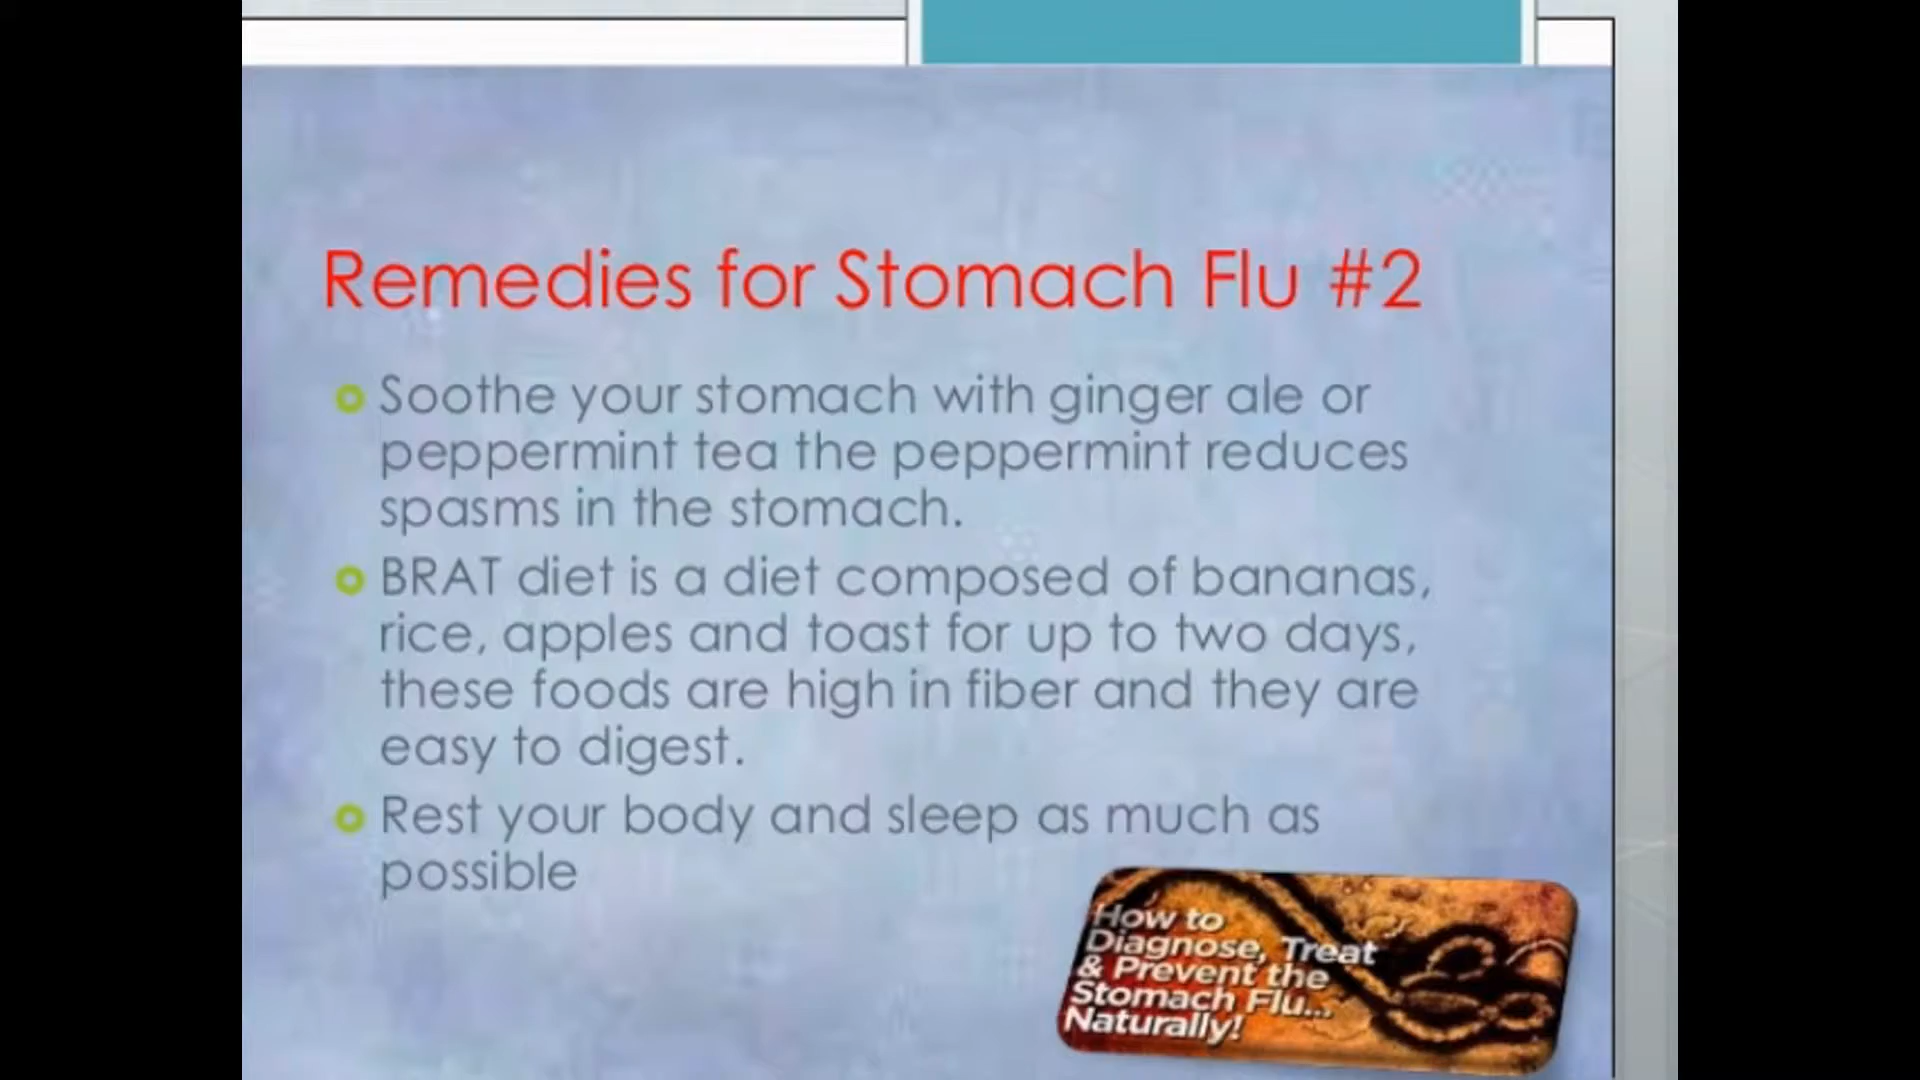 Remedies for Stomach Flu #2
Soothe your stomach with ginger ale or
peppermint tea the peppermint reduces
spasms in the stomach.
BRAT diet is a diet composed of bananas,
rice, apples and toast for up to two days,
these foods are high in fiber and they are
easy to digest.
Rest your body and sleep as much as
possible
How to
Diagnose, Treat
& Prevent the
Stomach Flu...
Naturally!